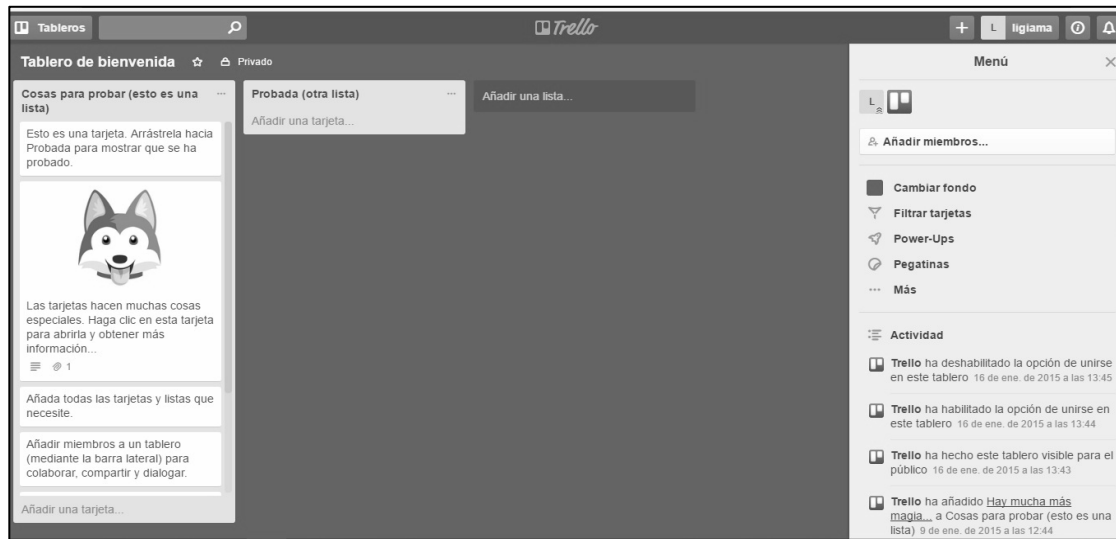 Tableros
Trello
L ligiama
Tablero de bienvenida Privado
Cosas para probar (esto es una
lista)
Esto es una tarjeta. Arrástrela hacia
Probada para mostrar que se ha
probado.
Las tarjetas hacen muchas cosas
especiales. Haga clic en esta tarjeta
para abrirla y obtener más
información...
1
Añada todas las tarjetas y listas que
necesite.
Añadir miembros a un tablero
(mediante la barra lateral) para
colaborar, compartir y dialogar.
Añadir una tarjeta...
Probada (otra lista)
Añadir una tarjeta...
Añadir una lista...
Menú
L
Añadir miembros...
Cambiar fondo
Filtrar tarjetas
Power-Ups
Pegatinas
Más
Actividad
Trello ha deshabilitado la opción de unirse
en este tablero 16 de ene. de 2015 a las 13:45
Trello ha habilitado la opción de unirse en
este tablero 16 de ene. de 2015 a las 13:44
Trello ha hecho este tablero visible para el
público 16 de ene. de 2015 a las 13:43
Trello ha añadido Hay mucha más
magia... a Cosas para probar (esto es una
lista) 9 de ene. de 2015 a las 12:44